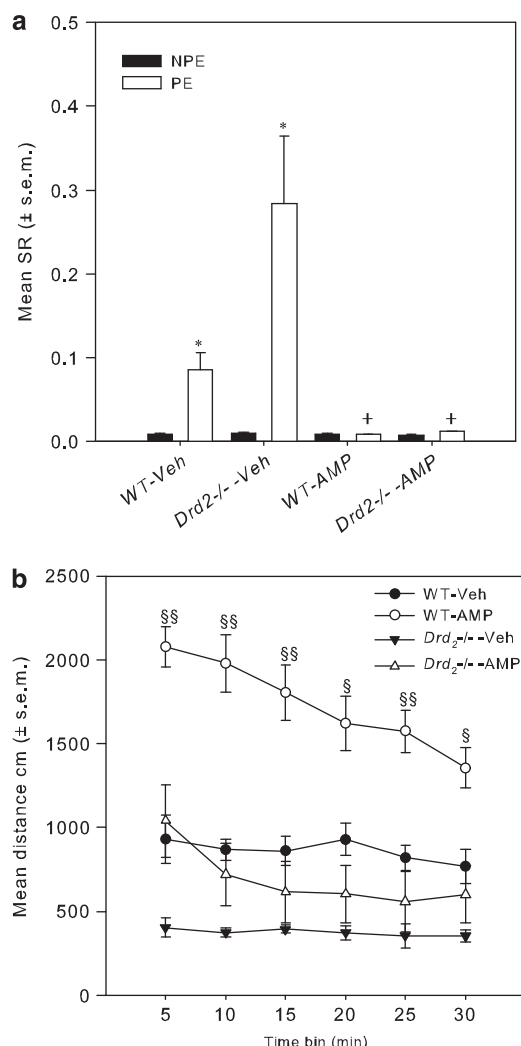 a
0.5
NPE
PE
0.4
*
0.3
Mean SR (± s.e.m.)
0.2
*
0.1
ǂ
ǂ
0.0
WT-Veh
Drd2-/- -Veh
WT-AMP
Drd2-/- -AMP
b
2500
WT-Veh
WT-AMP
Drd₂-/- -Veh
Drd₂-/- -AMP
§§
§§
§§
§
§§
§
2000
1500
1000
500
0
Mean distance cm (± s.e.m.)
5 10 15 20 25 30
Time bin (min)